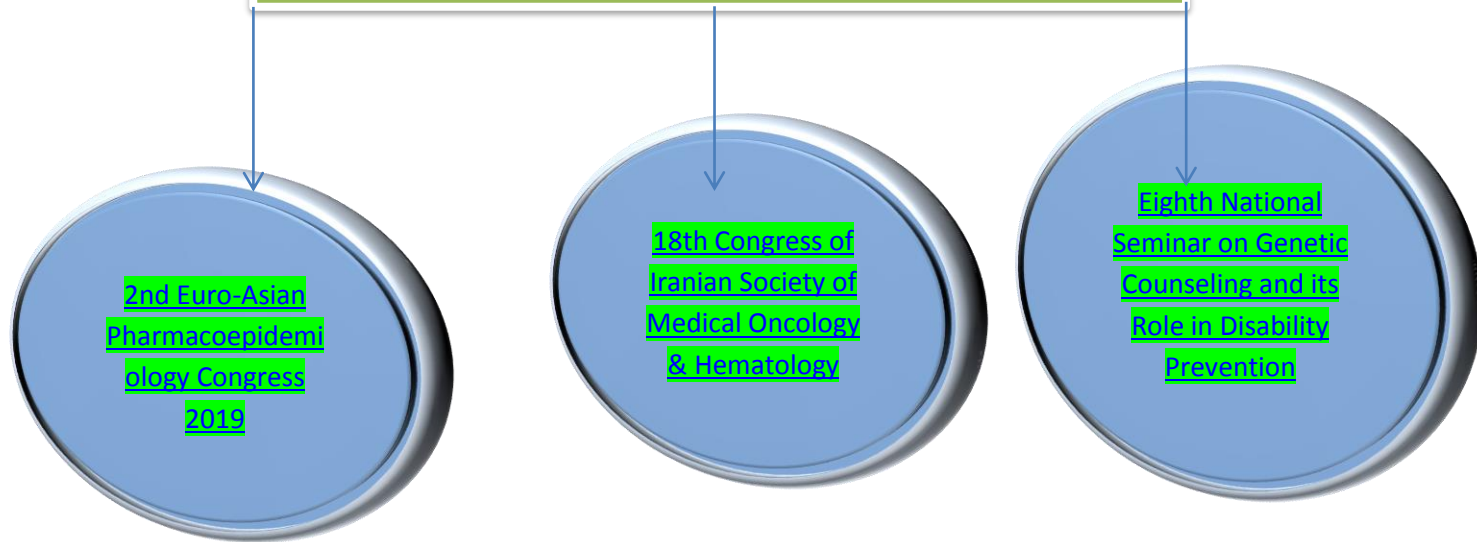 2nd Euro-Asian
Pharmacoepidemi
ology Congress
2019
18th Congress of
Iranian Society of
Medical Oncology
& Hematology
Eighth National
Seminar on Genetic
Counseling and its
Role in Disability
Prevention